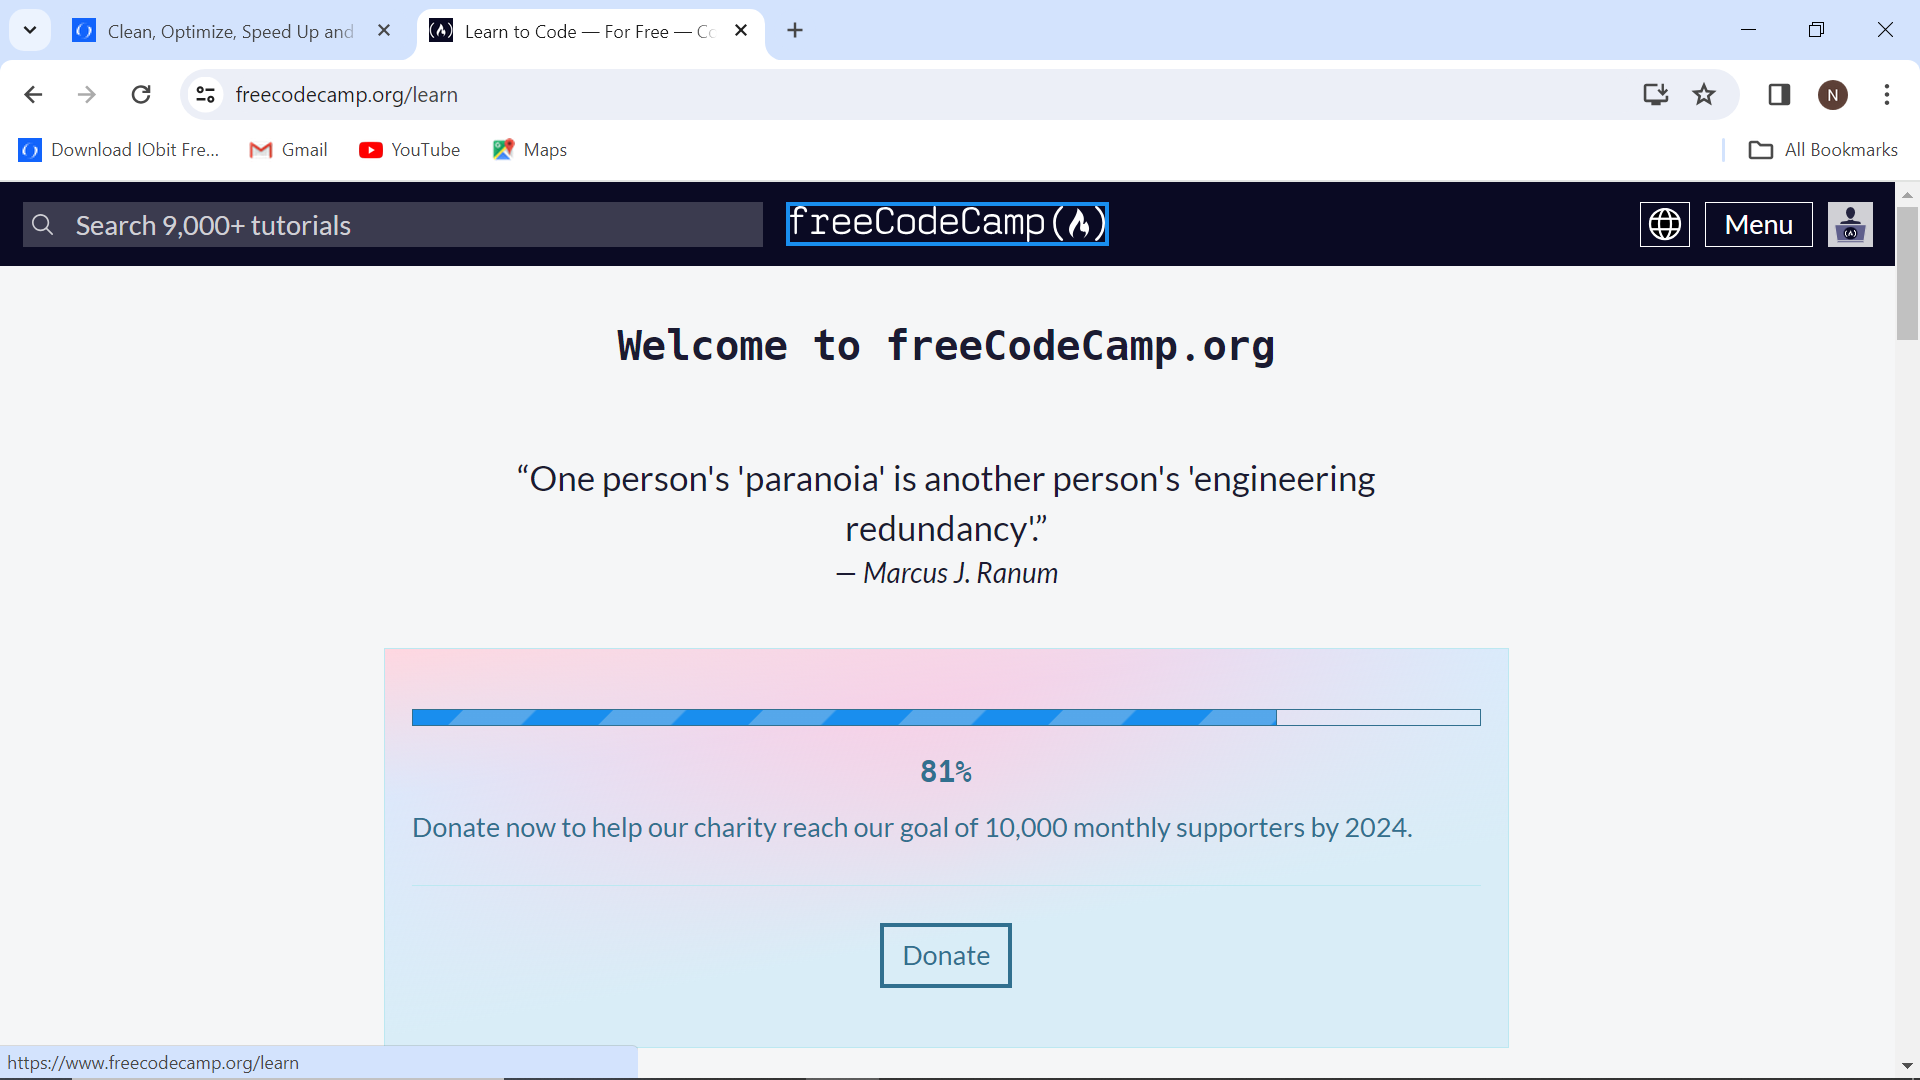 Clean, Optimize, Speed Up and
Learn to Code — For Free — Co
freecodecamp.org/learn
N
Download IObit Fre...
Gmail
YouTube
Maps
All Bookmarks
Search 9,000+ tutorials
freeCodeCamp(🔥)
Menu
(A)
Welcome to freeCodeCamp.org
“One person's 'paranoia' is another person's 'engineering
redundancy'.”
— Marcus J. Ranum
81%
Donate now to help our charity reach our goal of 10,000 monthly supporters by 2024.
Donate
https://www.freecodecamp.org/learn